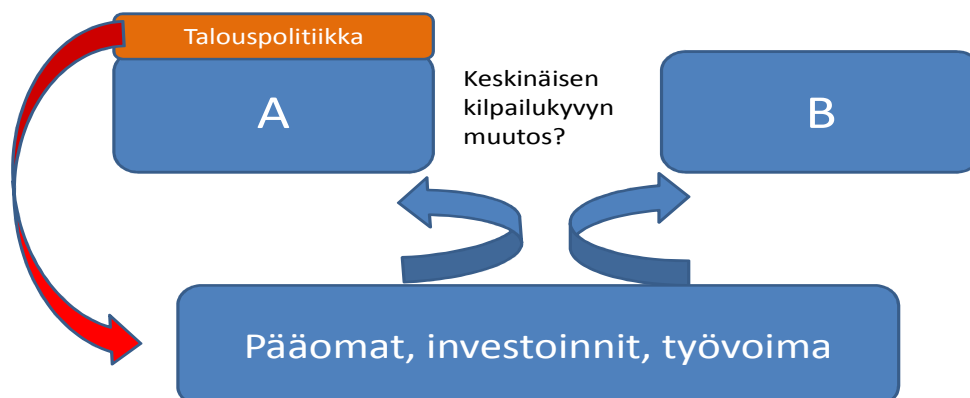 Talouspolitiikka
A
Keskinäisen
kilpailukyvyn
muutos?
B
Pääomat, investoinnit, työvoima